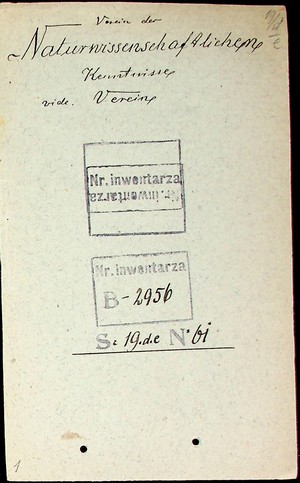 Verein der
Naturwissenschaftlichen
Kenntnisse
vide. Verein
Nr. inwentarza
Nr. inwentarza
Nr. inwentarza
B-2956
S: 19.d.e N: 61
1